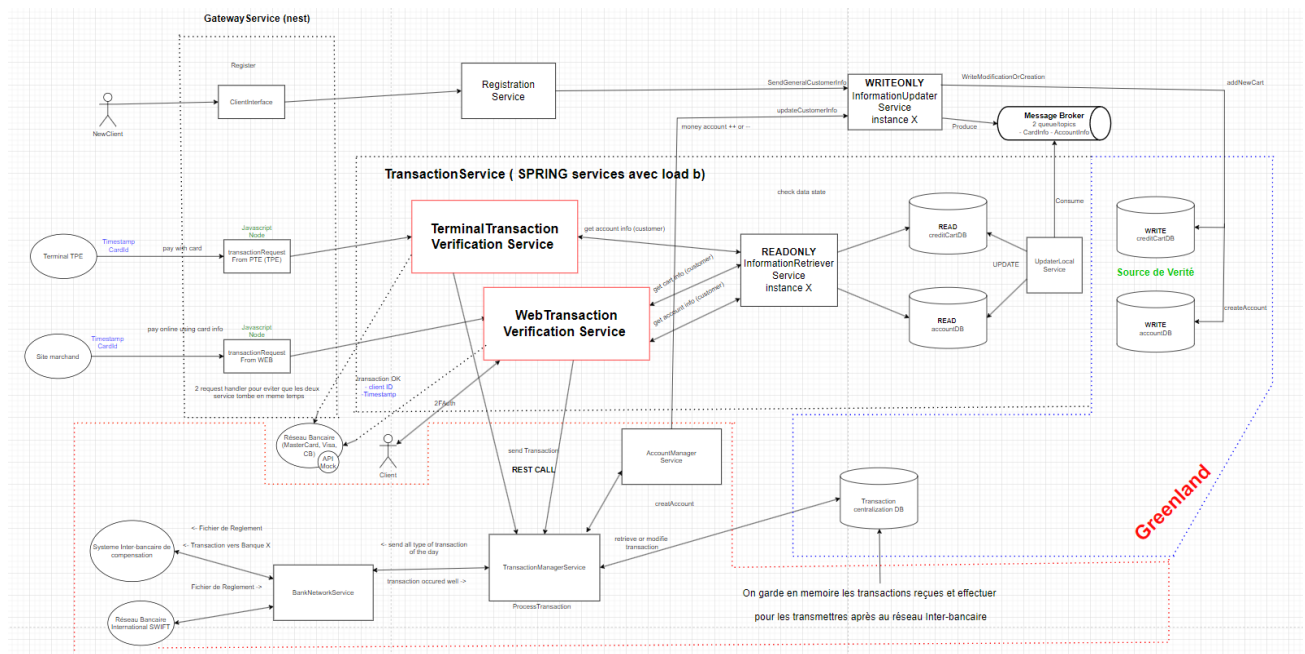 GatewayService (nest)
Register
ClientInterface
NewClient
Registration
Service
SendGeneralCustomerInfo
updateCustomerInfo
money account ++ or --
WRITEONLY
InformationUpdater
Service
instance X
WriteModificationOrCreation
addNewCart
Produce
Message Broker
2 queue/topics
- CardInfo - AccountInfo
TransactionService ( SPRING services avec load b)
check data state
Consume
Terminal TPE
Timestamp
CardId
pay with card
Javascript
Node
transactionRequest
From PTE (TPE)
TerminalTransaction
Verification Service
get account info (customer)
READONLY
InformationRetriever
Service
instance X
READ
creditCartDB
UPDATE
UpdaterLocal
Service
WRITE
creditCartDB
Source de Verité
get cart info (customer)
get account info (customer)
WebTransaction
Verification Service
READ
accountDB
WRITE
accountDB
createAccount
Site marchand
Timestamp
CardId
pay online using card info
Javascript
Node
transactionRequest
From WEB
2 request handler pour eviter que les deux
service tombe en meme temps
transaction OK
- client ID
-Timestamp
2FAuth
Réseau Bancaire
(MasterCard, Visa,
CB)
API
Mock
Client
send Transaction
REST CALL
AccountManager
Service
creatAccount
Transaction
centralization DB
Greenland
retrieve or modifie
transaction
Systeme Inter-bancaire de
compensation
<- Fichier de Reglement
<- Transaction vers Banque X
Fichier de Reglement ->
<- send all type of transaction
of the day
transaction occured well ->
BankNetworkService
TransactionManagerService
ProcessTransaction
Réseau Bancaire
International SWIFT
On garde en memoire les transactions reçues et effectuer
pour les transmettres après au réseau Inter-bancaire